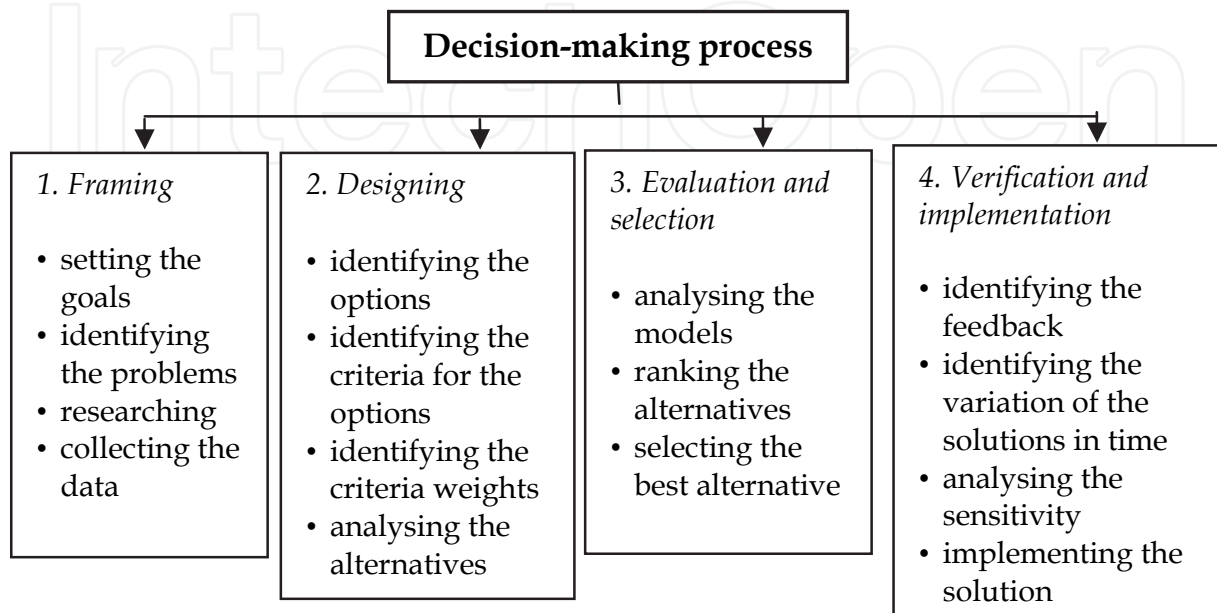 IntechOpen
Decision-making process
1. Framing
• setting the
goals
• identifying
the problems
• researching
• collecting the
data
2. Designing
• identifying the
options
• identifying the
criteria for the
options
• identifying the
criteria weights
• analysing the
alternatives
3. Evaluation and
selection
• analysing the
models
• ranking the
alternatives
• selecting the
best alternative
4. Verification and
implementation
• identifying the
feedback
• identifying the
variation of the
solutions in time
• analysing the
sensitivity
• implementing the
solution